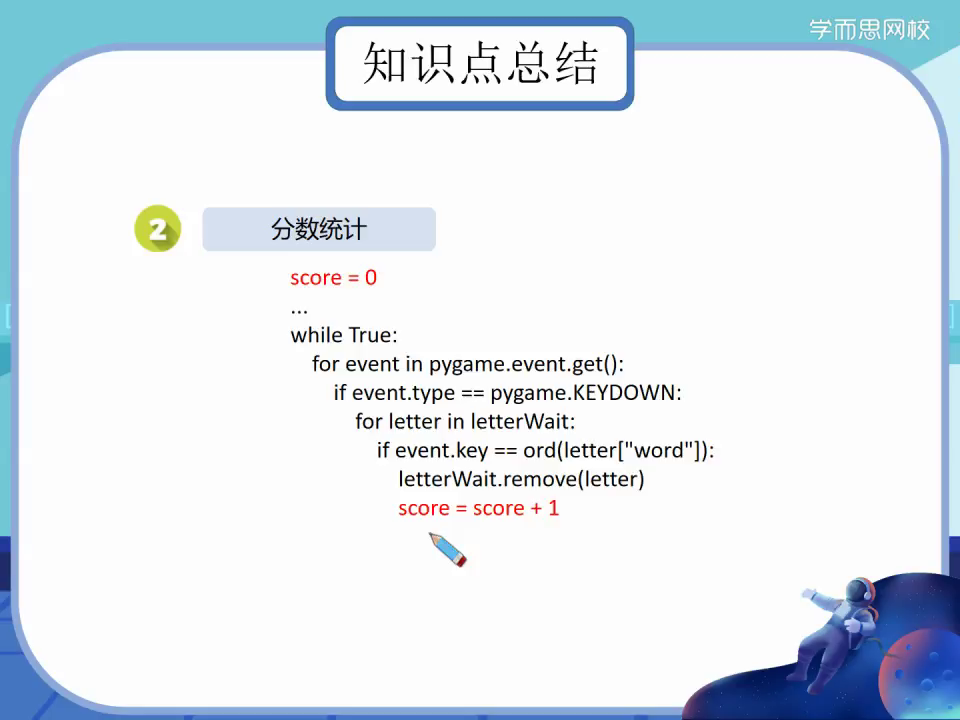 学而思网校
知识点总结
2 分数统计
score = 0
...
while True:
for event in pygame.event.get():
if event.type == pygame.KEYDOWN:
for letter in letterWait:
if event.key == ord(letter["word"]):
letterWait.remove(letter)
score = score + 1